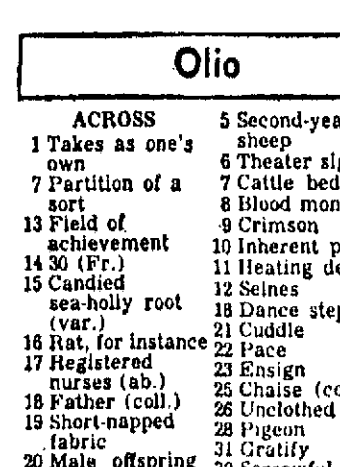 Olio
ACROSS
1 Takes as one's
own
7 Partition of a
sort
13 Field of
achievement
14 30 (Fr.)
15 Candied
sea-holly root
(var.)
16 Rat, for instance
17 Registered
nurses (ab.)
18 Father (coll.)
19 Short-napped
fabric
20 Male offspring
5 Second-yea
sheep
6 Theater sig
7 Cattle bed
8 Blood mon
9 Crimson
10 Inherent p
11 Heating de
12 Seines
18 Dance step
21 Cuddle
22 Pace
23 Ensign
25 Chaise (co
26 Unclothed
28 Pigeon
31 Gratify